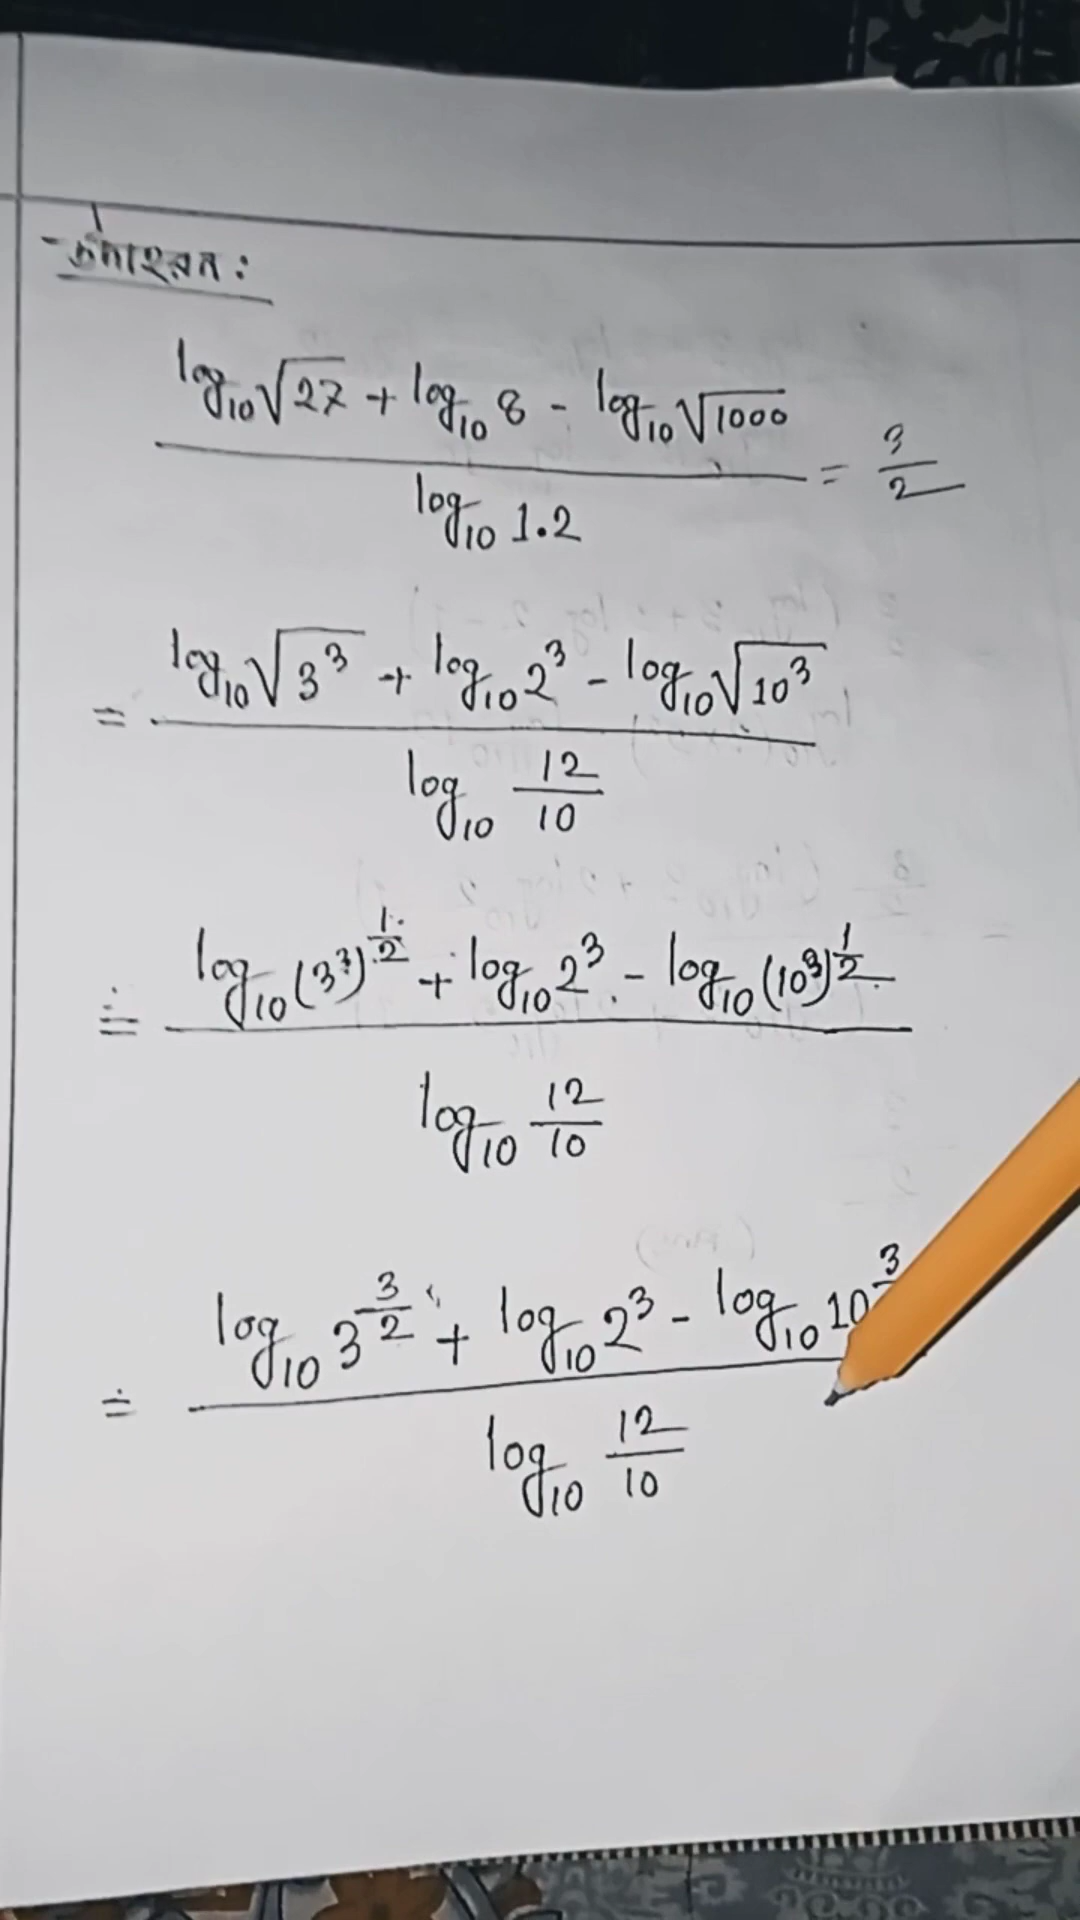 উদাহরণ:
log₁₀√27 + log₁₀8 - log₁₀√1000
log₁₀1.2
= 3/2
= log₁₀√3³ + log₁₀2³ - log₁₀√10³
log₁₀ 12/10
= log₁₀(3³)^1/2 + log₁₀2³ - log₁₀(10³)^1/2
log₁₀ 12/10
= log₁₀3^3/2 + log₁₀2³ - log₁₀10^3
log₁₀ 12/10